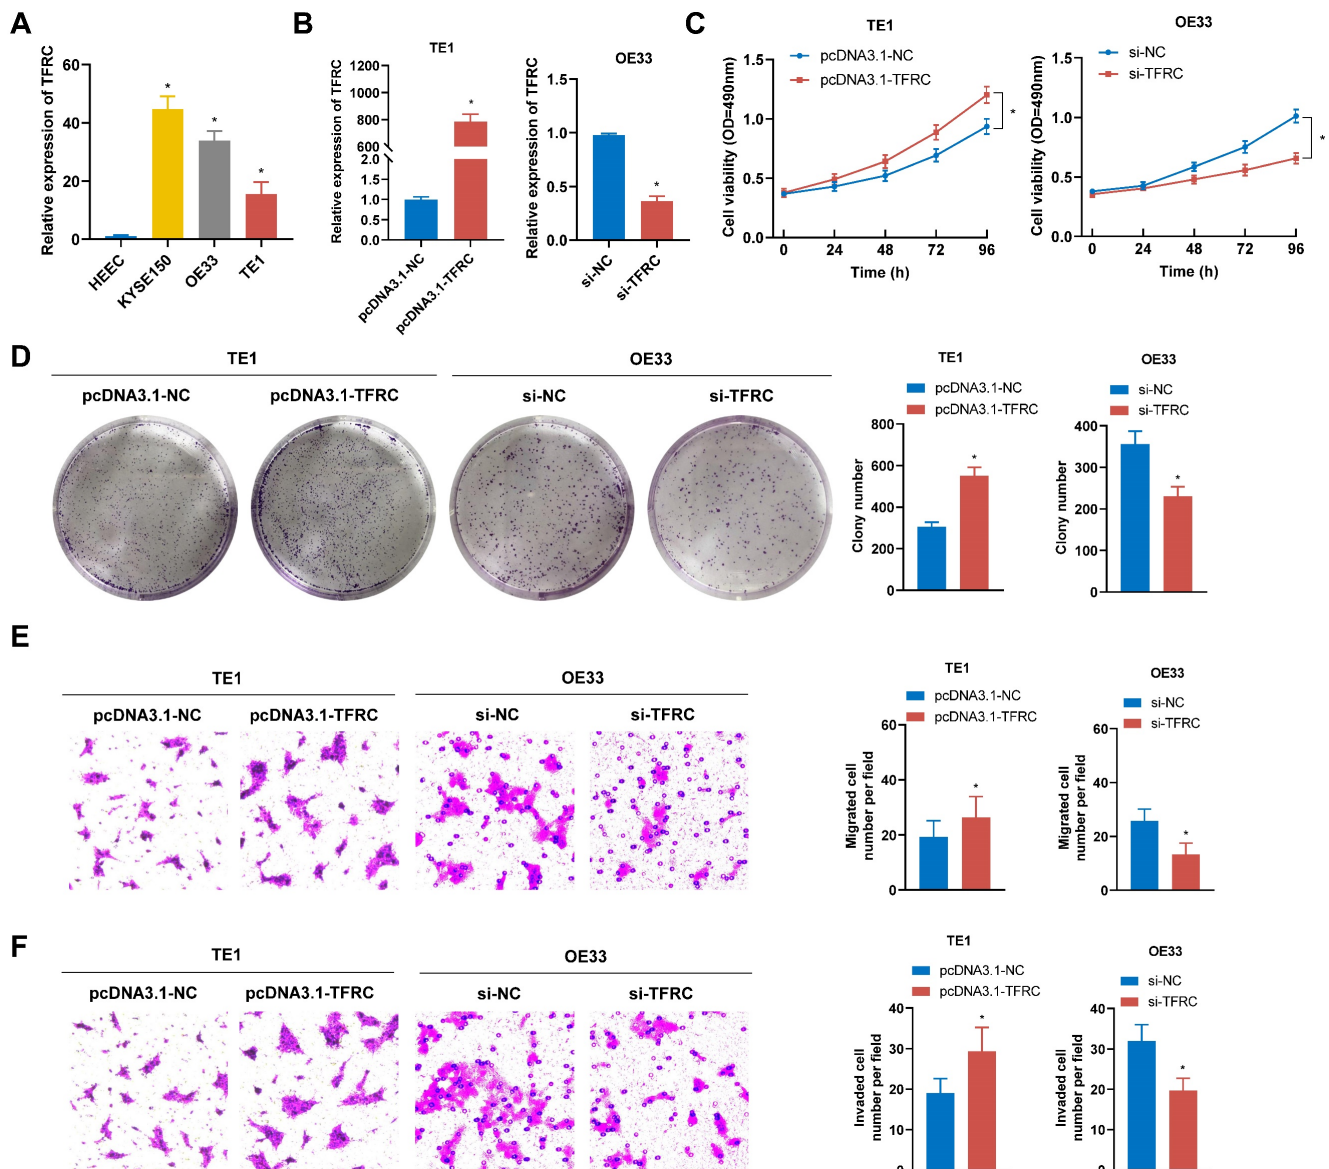 A
Relative expression of TFRC
60
40
20
0
*
*
*
HEEC
KYSE150
OE33
TE1
B
TE1
Relative expression of TFRC
1200
1000
800
600
2.0
1.5
1.0
0.5
0.0
*
pcDNA3.1-NC
pcDNA3.1-TFRC
OE33
Relative expression of TFRC
1.5
1.0
0.5
0.0
*
si-NC
si-TFRC
C
TE1
pcDNA3.1-NC
pcDNA3.1-TFRC
Cell viability (OD=490nm)
1.5
1.0
0.5
0.0
*
0 24 48 72 96
Time (h)
OE33
si-NC
si-TFRC
Cell viability (OD=490nm)
1.5
1.0
0.5
0.0
*
0 24 48 72 96
Time (h)
D
TE1
OE33
pcDNA3.1-NC
pcDNA3.1-TFRC
si-NC
si-TFRC
TE1
pcDNA3.1-NC
pcDNA3.1-TFRC
Clony number
800
600
400
200
0
*
OE33
si-NC
si-TFRC
Clony number
400
300
200
100
0
*
E
TE1
OE33
pcDNA3.1-NC
pcDNA3.1-TFRC
si-NC
si-TFRC
TE1
pcDNA3.1-NC
pcDNA3.1-TFRC
Migrated cell
number per field
60
40
20
0
*
OE33
si-NC
si-TFRC
Migrated cell
number per field
60
40
20
0
*
F
TE1
OE33
pcDNA3.1-NC
pcDNA3.1-TFRC
si-NC
si-TFRC
TE1
pcDNA3.1-NC
pcDNA3.1-TFRC
Invaded cell
number per field
40
30
20
10
0
*
OE33
si-NC
si-TFRC
Invaded cell
number per field
40
30
20
10
0
*